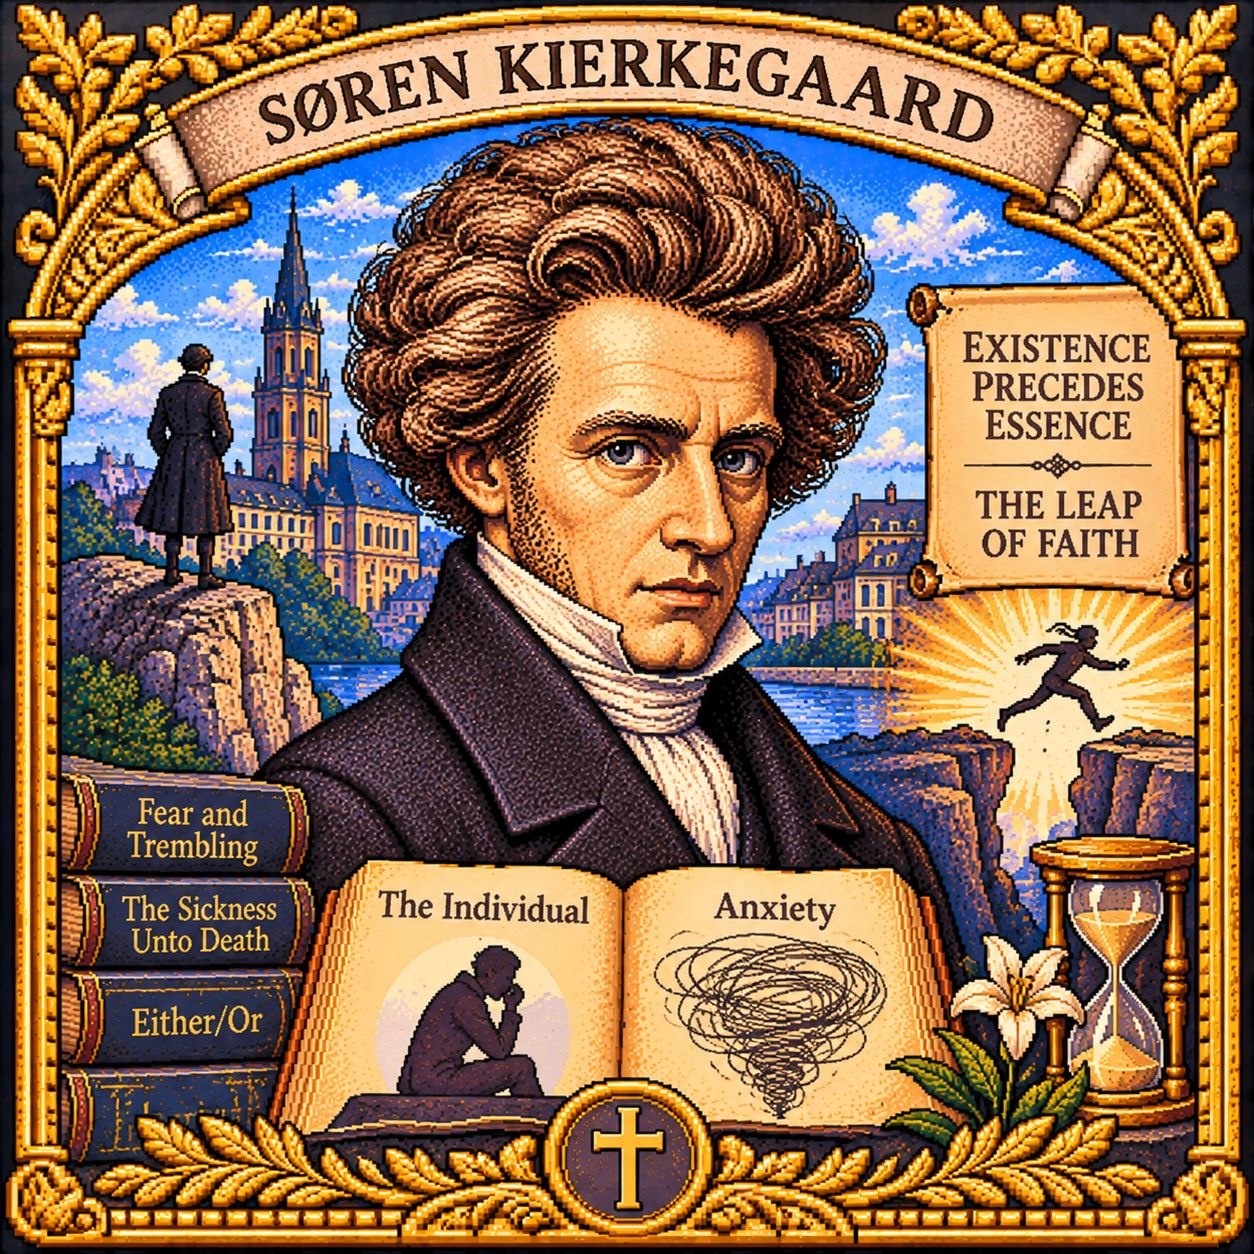 SØREN KIERKEGAARD
EXISTENCE
PRECEDES
ESSENCE
THE LEAP
OF FAITH
Fear and
Trembling
The Sickness
Unto Death
Either/Or
The Individual
Anxiety